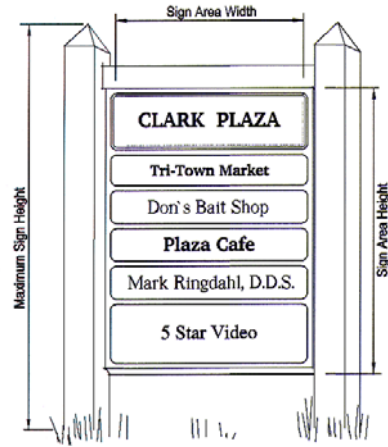 Sign Area Width
CLARK PLAZA
Tri-Town Market
Don's Bait Shop
Plaza Cafe
Mark Ringdahl, D.D.S.
5 Star Video
Maximum Sign Height
Sign Area Height